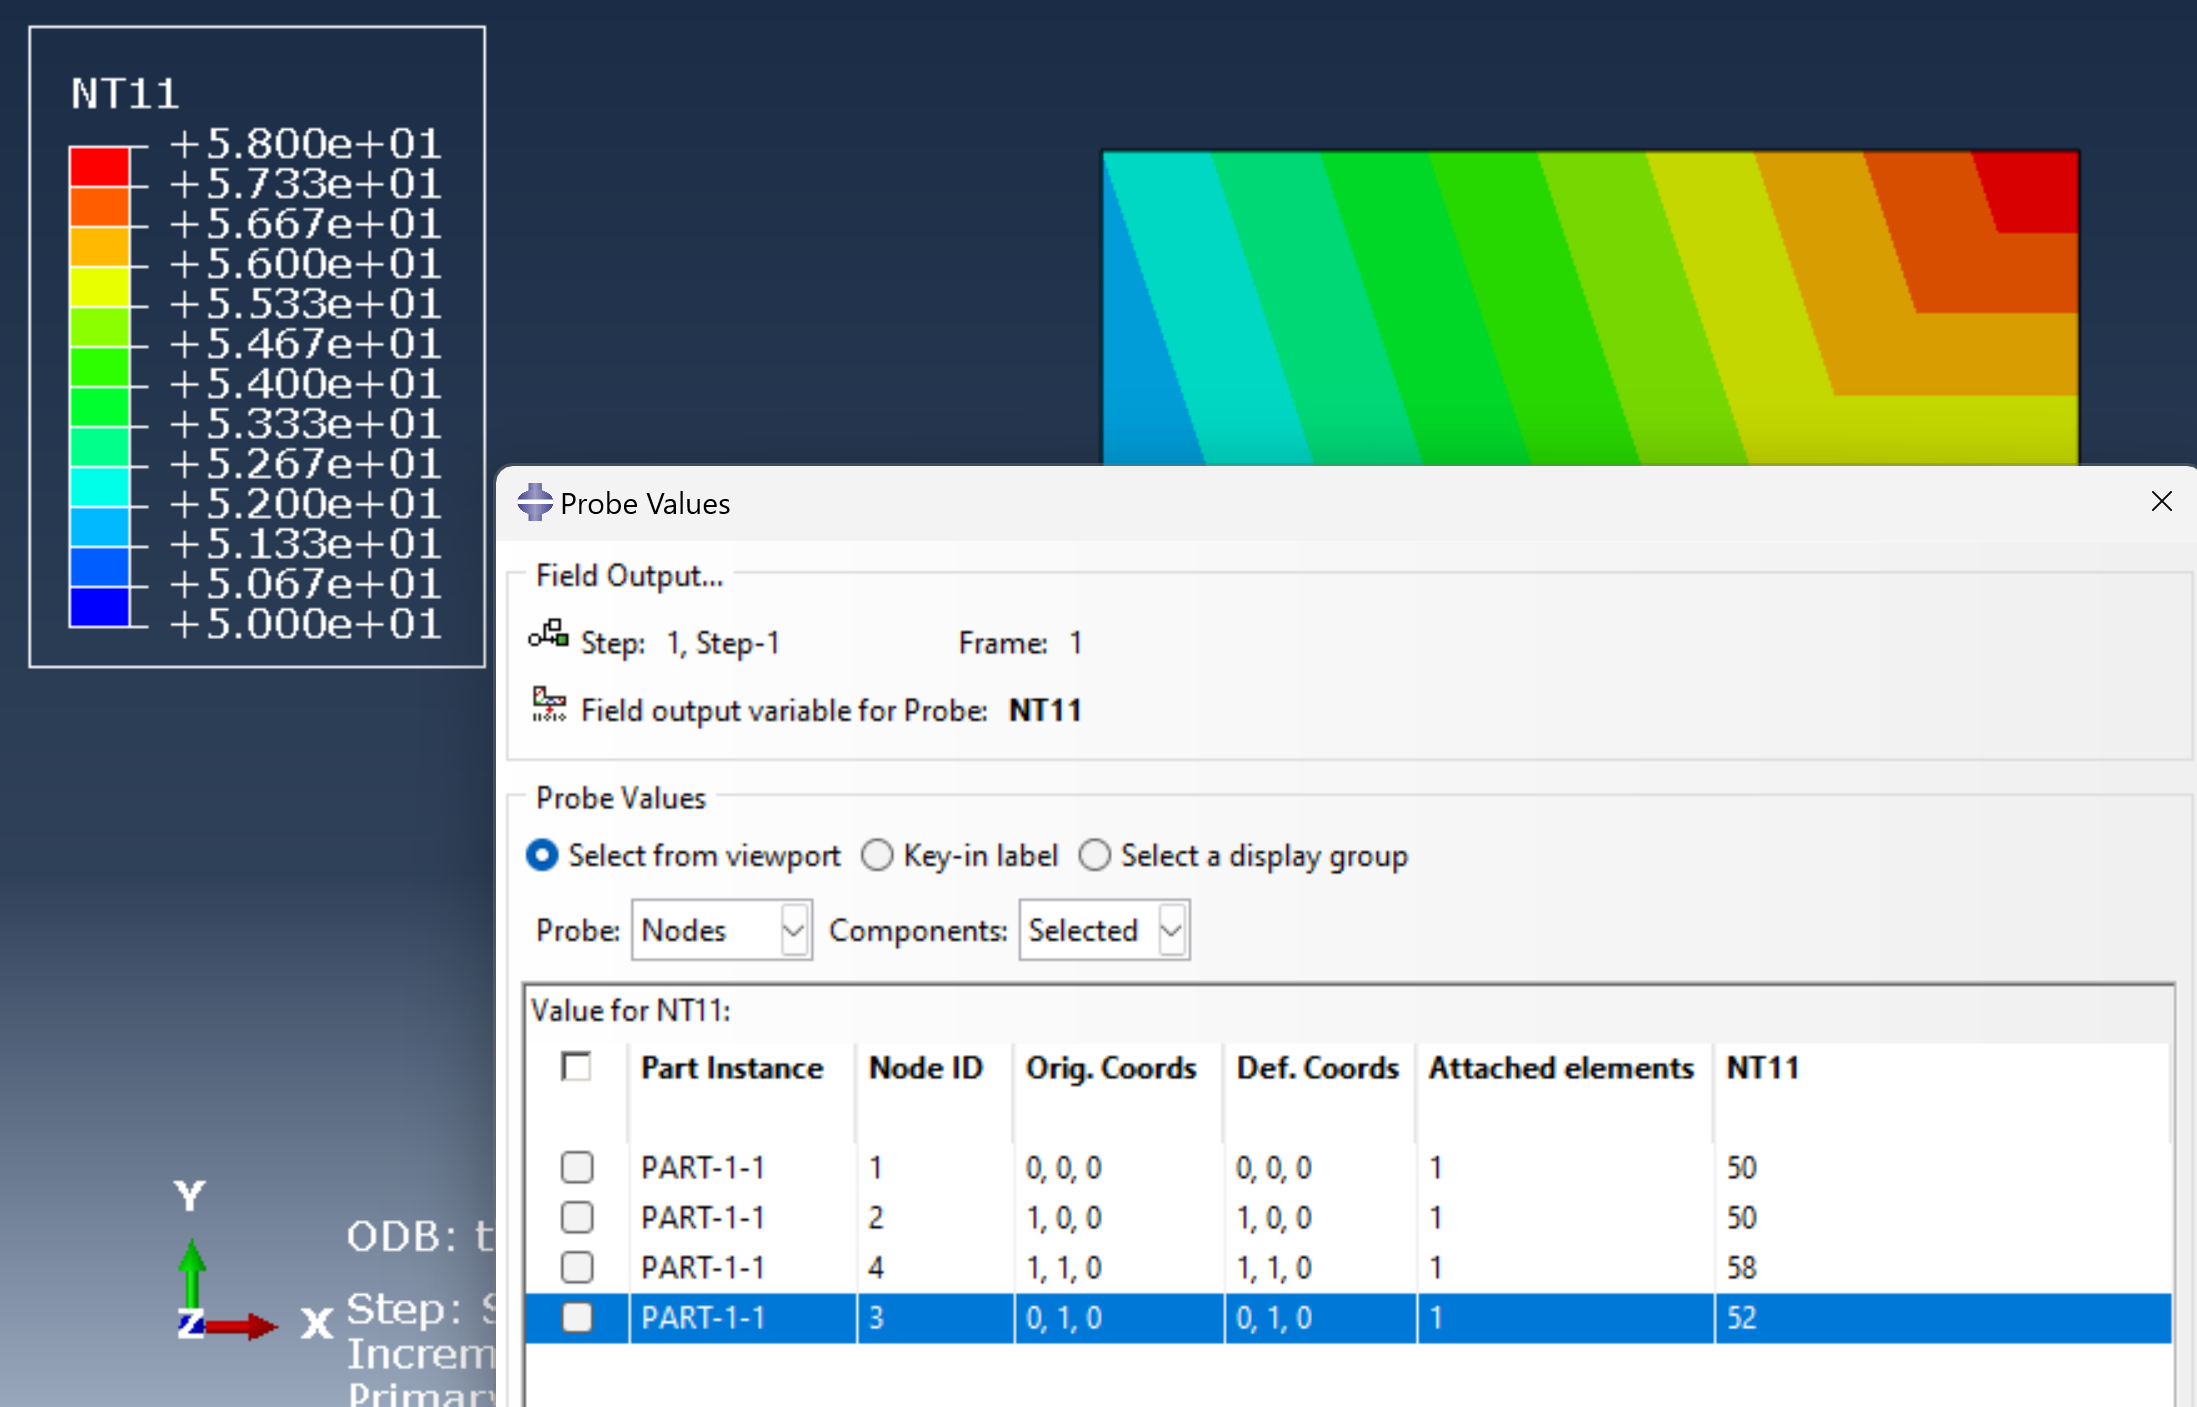 NT11
+5.800e+01
+5.733e+01
+5.667e+01
+5.600e+01
+5.533e+01
+5.467e+01
+5.400e+01
+5.333e+01
+5.267e+01
+5.200e+01
+5.133e+01
+5.067e+01
+5.000e+01
Probe Values
Field Output...
Step: 1, Step-1 Frame: 1
Field output variable for Probe: NT11
Probe Values
Select from viewport Key-in label Select a display group
Probe: Nodes Components: Selected
Value for NT11:
Part Instance Node ID Orig. Coords Def. Coords Attached elements NT11
PART-1-1 1 0, 0, 0 0, 0, 0 1 50
PART-1-1 2 1, 0, 0 1, 0, 0 1 50
PART-1-1 4 1, 1, 0 1, 1, 0 1 58
PART-1-1 3 0, 1, 0 0, 1, 0 1 52
Y
Z
X
ODB: t
Step:
Increm
Primar